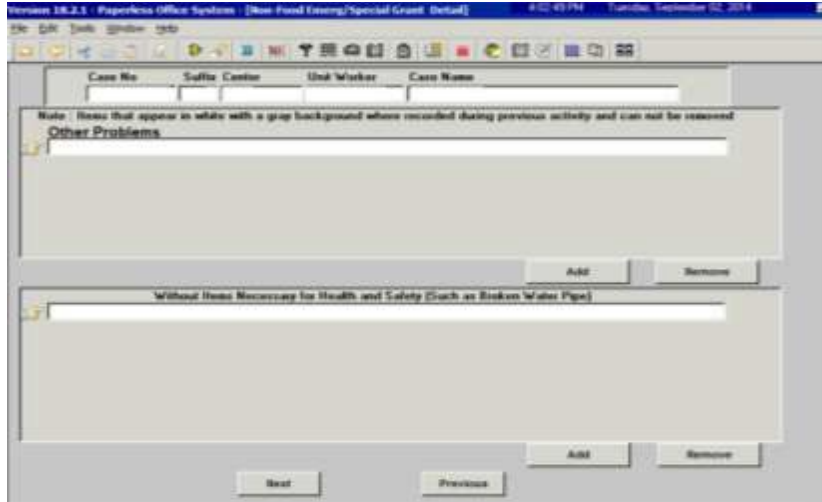 Version 18.2.1 - Paperless Office System - [Non-Food Emerg/Special Grant Detail] 4:02:49 PM Tuesday, September 02, 2014
File Edit Tools Window Help
Case No Suffix Center Unit Worker Case Name
Note : Items that appear in white with a gray background where recorded during previous activity and can not be removed
Other Problems
Add Remove
Without Items Necessary for Health and Safety (Such as Broken Water Pipe)
Add Remove
Next Previous